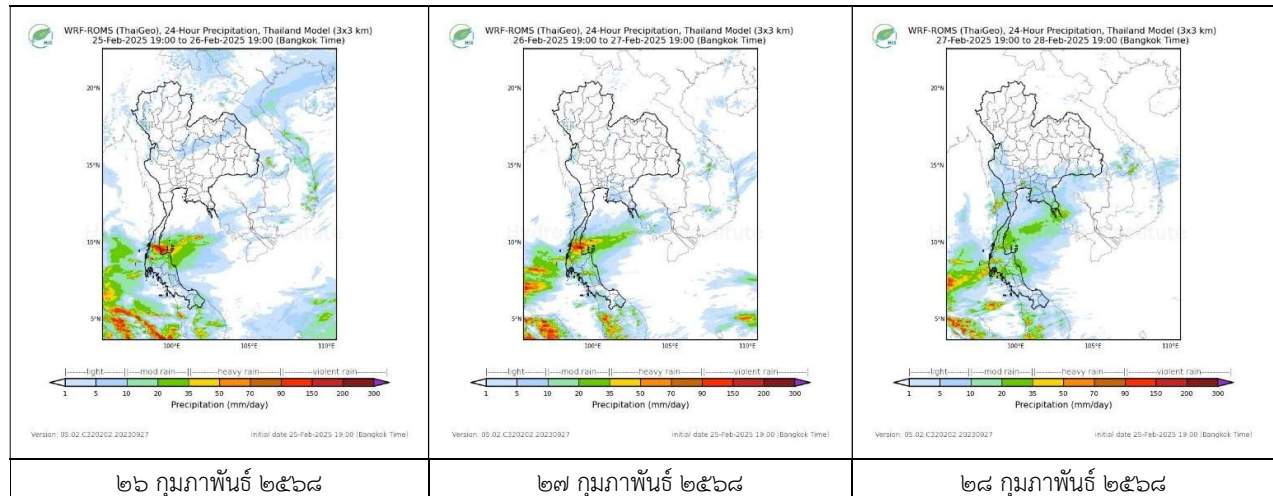 WRF-ROMS (ThaiGeo), 24-Hour Precipitation, Thailand Model (3x3 km)
25-Feb-2025 19:00 to 26-Feb-2025 19:00 (Bangkok Time)
20°N
15°N
10°N
5°N
100°E 105°E 110°E
|--------light--------||----mod rain----||--------heavy rain--------||--------violent rain--------|
1 5 10 20 35 50 70 90 150 200 300
Precipitation (mm/day)
Version: 05.02.C320202.20230927 initial date 25-Feb-2025 19:00 (Bangkok Time)
๒๖ กุมภาพันธ์ ๒๕๖๘
WRF-ROMS (ThaiGeo), 24-Hour Precipitation, Thailand Model (3x3 km)
26-Feb-2025 19:00 to 27-Feb-2025 19:00 (Bangkok Time)
20°N
15°N
10°N
5°N
100°E 105°E 110°E
|--------light--------||----mod rain----||--------heavy rain--------||--------violent rain--------|
1 5 10 20 35 50 70 90 150 200 300
Precipitation (mm/day)
Version: 05.02.C320202.20230927 initial date 25-Feb-2025 19:00 (Bangkok Time)
๒๗ กุมภาพันธ์ ๒๕๖๘
WRF-ROMS (ThaiGeo), 24-Hour Precipitation, Thailand Model (3x3 km)
27-Feb-2025 19:00 to 28-Feb-2025 19:00 (Bangkok Time)
20°N
15°N
10°N
5°N
100°E 105°E 110°E
|--------light--------||----mod rain----||--------heavy rain--------||--------violent rain--------|
1 5 10 20 35 50 70 90 150 200 300
Precipitation (mm/day)
Version: 05.02.C320202.20230927 initial date 25-Feb-2025 19:00 (Bangkok Time)
๒๘ กุมภาพันธ์ ๒๕๖๘